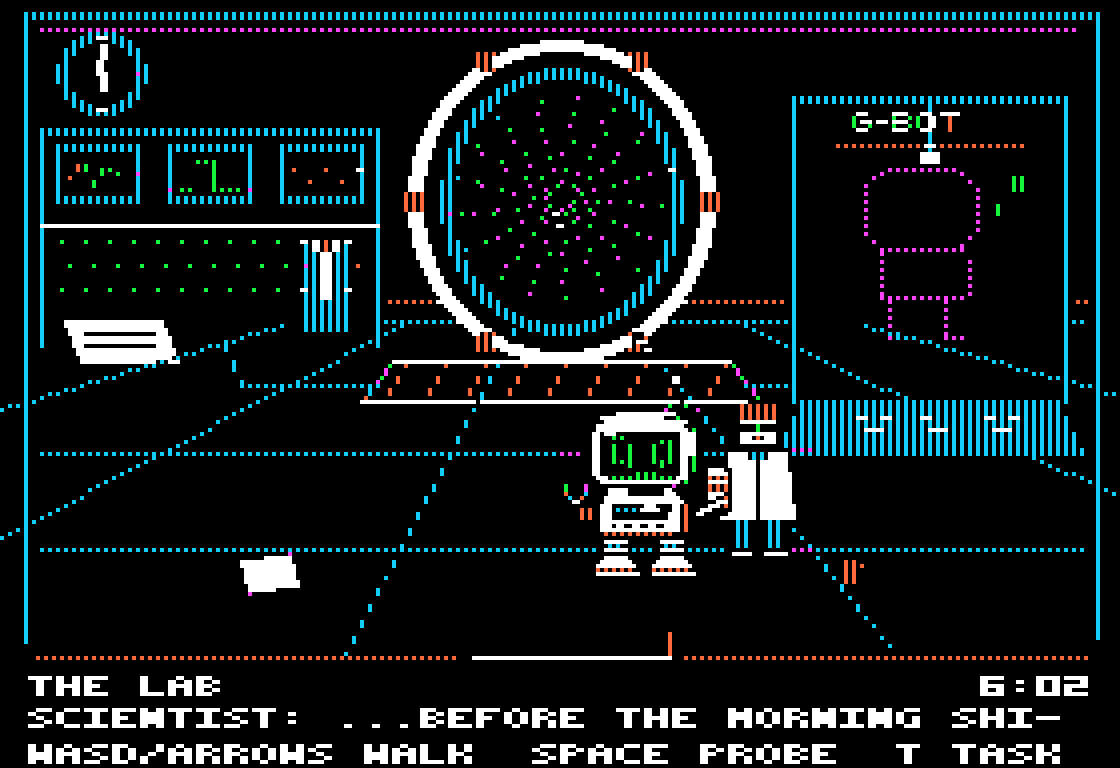 G-BOT
THE LAB 6:02
SCIENTIST: ...BEFORE THE MORNING SHI-
WASD/ARROWS WALK SPACE PROBE T TASK